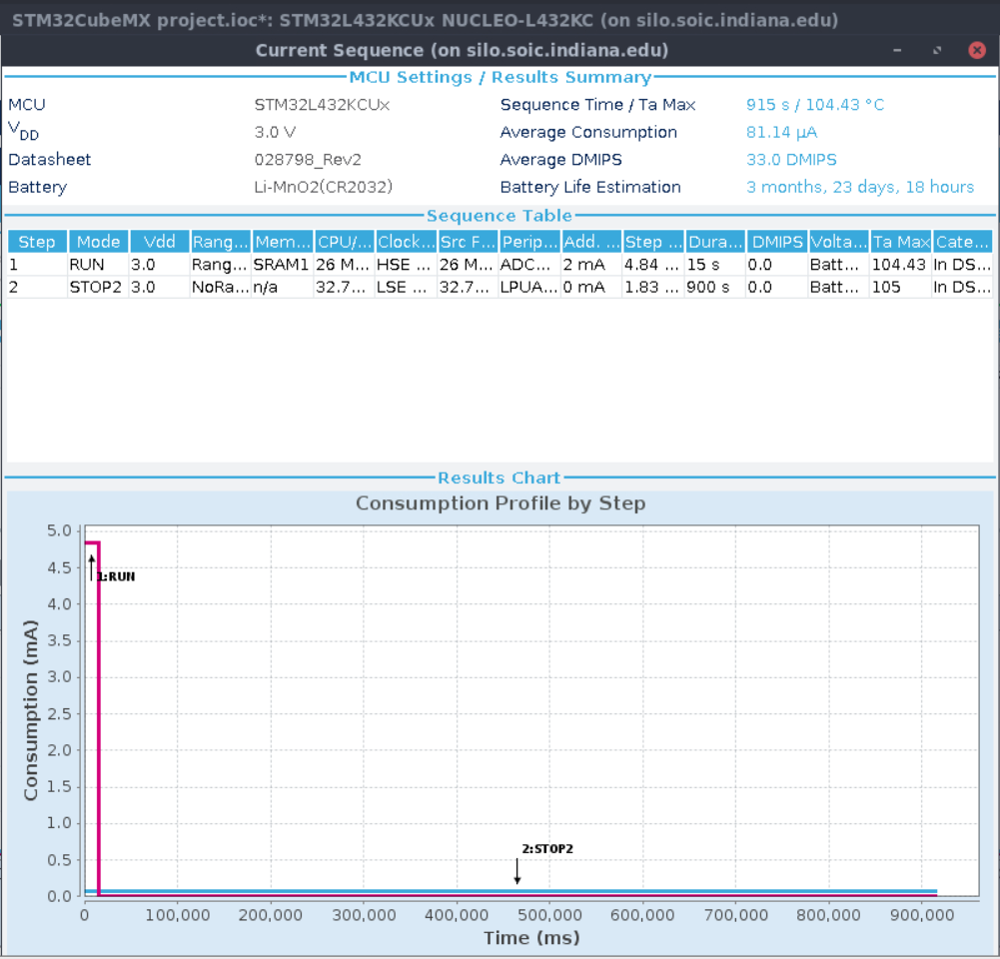 STM32CubeMX project.ioc*: STM32L432KCUx NUCLEO-L432KC (on silo.soic.indiana.edu)
Current Sequence (on silo.soic.indiana.edu)
MCU Settings / Results Summary
MCU STM32L432KCUx Sequence Time / Ta Max 915 s / 104.43 °C
VDD 3.0 V Average Consumption 81.14 µA
Datasheet 028798_Rev2 Average DMIPS 33.0 DMIPS
Battery Li-MnO2(CR2032) Battery Life Estimation 3 months, 23 days, 18 hours
Sequence Table
Step Mode Vdd Rang... Mem... CPU/... Clock... Src F... Perip... Add. ... Step ... Dura... DMIPS Volta... Ta Max Cate...
1 RUN 3.0 Rang... SRAM1 26 M... HSE ... 26 M... ADC... 2 mA 4.84 ... 15 s 0.0 Batt... 104.43 In DS...
2 STOP2 3.0 NoRa... n/a 32.7... LSE ... 32.7... LPUA... 0 mA 1.83 ... 900 s 0.0 Batt... 105 In DS...
Results Chart
Consumption Profile by Step
5.0
4.5
1:RUN
4.0
3.5
3.0
2.5
2.0
1.5
1.0
2:STOP2
0.5
0.0
Consumption (mA)
0 100,000 200,000 300,000 400,000 500,000 600,000 700,000 800,000 900,000
Time (ms)